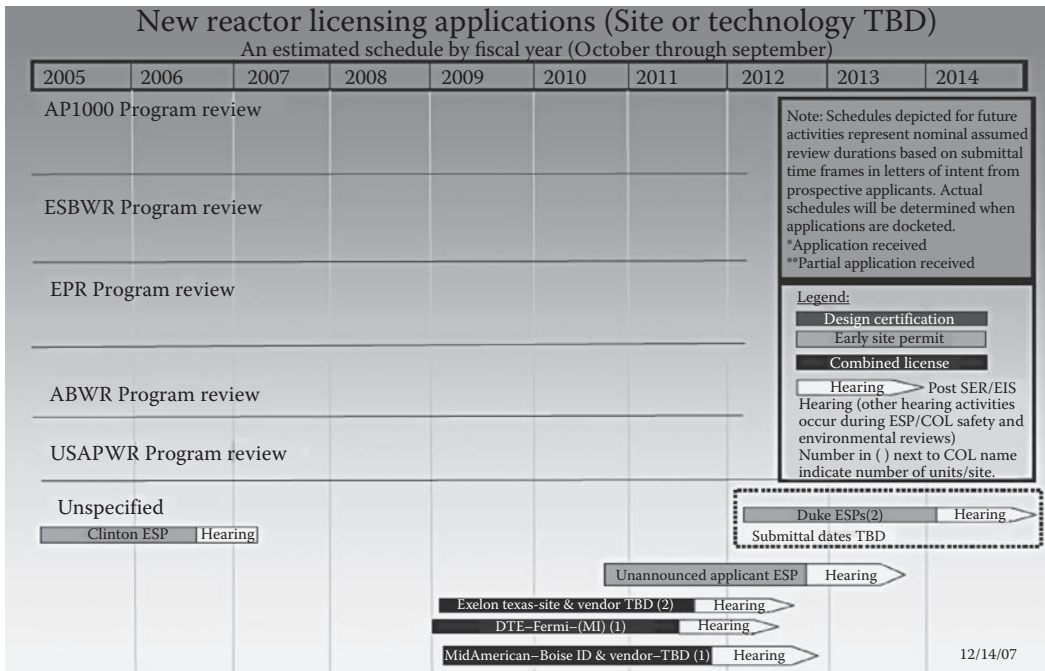 New reactor licensing applications (Site or technology TBD)
An estimated schedule by fiscal year (October through september)
2005 2006 2007 2008 2009 2010 2011 2012 2013 2014
AP1000 Program review
ESBWR Program review
EPR Program review
ABWR Program review
USAPWR Program review
Note: Schedules depicted for future
activities represent nominal assumed
review durations based on submittal
time frames in letters of intent from
prospective applicants. Actual
schedules will be determined when
applications are docketed.
*Application received
**Partial application received
Legend:
Design certification
Early site permit
Combined license
Hearing Post SER/EIS
Hearing (other hearing activities
occur during ESP/COL safety and
environmental reviews)
Number in ( ) next to COL name
indicate number of units/site.
Unspecified
Clinton ESP Hearing
Duke ESPs(2) Hearing
Submittal dates TBD
Unannounced applicant ESP Hearing
Exelon texas-site & vendor TBD (2) Hearing
DTE–Fermi–(MI) (1) Hearing
MidAmerican–Boise ID & vendor–TBD (1) Hearing
12/14/07